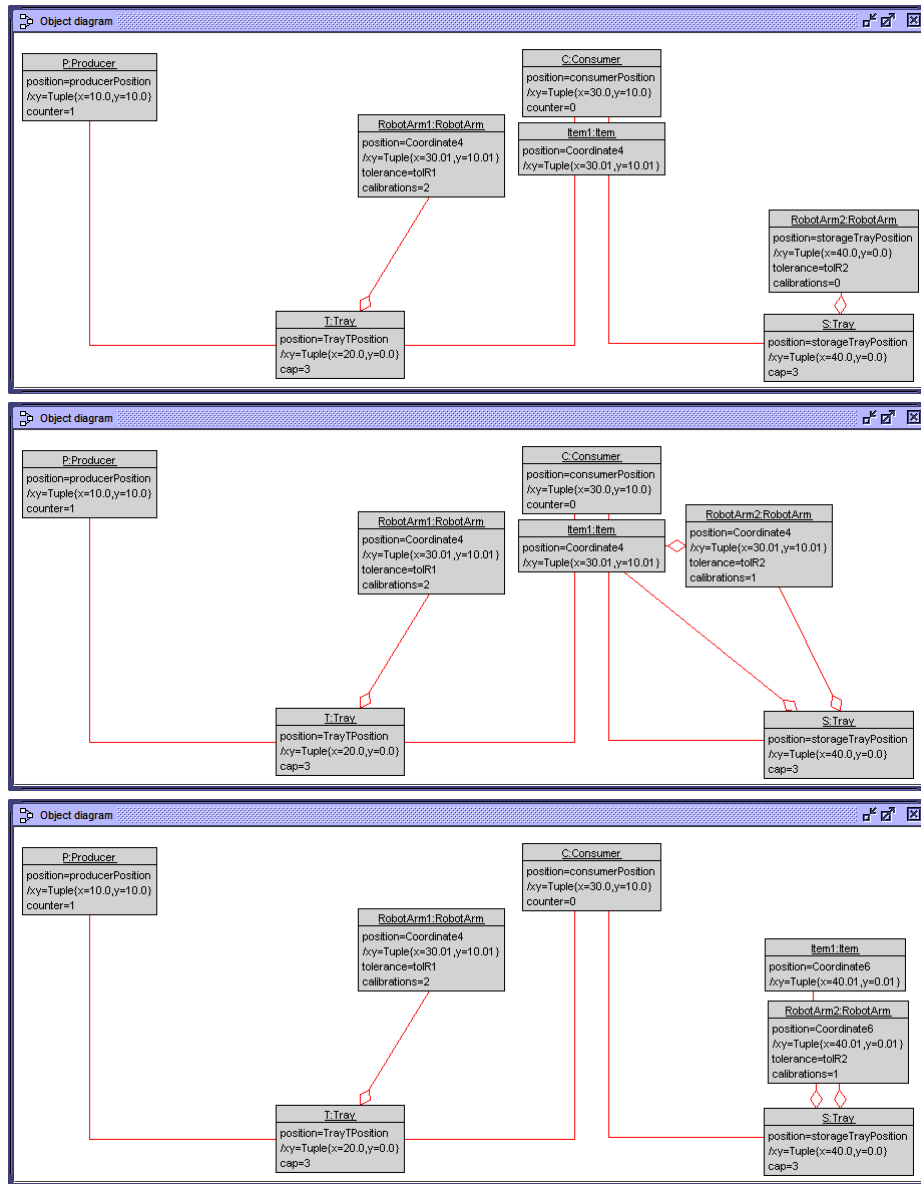 Object diagram
P:Producer
position=producerPosition
/xy=Tuple{x=10.0,y=10.0}
counter=1
RobotArm1:RobotArm
position=Coordinate4
/xy=Tuple{x=30.01,y=10.01}
tolerance=tolR1
calibrations=2
C:Consumer
position=consumerPosition
/xy=Tuple{x=30.0,y=10.0}
counter=0
Item1:Item
position=Coordinate4
/xy=Tuple{x=30.01,y=10.01}
RobotArm2:RobotArm
position=storageTrayPosition
/xy=Tuple{x=40.0,y=0.0}
tolerance=tolR2
calibrations=0
T:Tray
position=TrayTPosition
/xy=Tuple{x=20.0,y=0.0}
cap=3
S:Tray
position=storageTrayPosition
/xy=Tuple{x=40.0,y=0.0}
cap=3
Object diagram
P:Producer
position=producerPosition
/xy=Tuple{x=10.0,y=10.0}
counter=1
RobotArm1:RobotArm
position=Coordinate4
/xy=Tuple{x=30.01,y=10.01}
tolerance=tolR1
calibrations=2
C:Consumer
position=consumerPosition
/xy=Tuple{x=30.0,y=10.0}
counter=0
Item1:Item
position=Coordinate4
/xy=Tuple{x=30.01,y=10.01}
RobotArm2:RobotArm
position=Coordinate4
/xy=Tuple{x=30.01,y=10.01}
tolerance=tolR2
calibrations=1
T:Tray
position=TrayTPosition
/xy=Tuple{x=20.0,y=0.0}
cap=3
S:Tray
position=storageTrayPosition
/xy=Tuple{x=40.0,y=0.0}
cap=3
Object diagram
P:Producer
position=producerPosition
/xy=Tuple{x=10.0,y=10.0}
counter=1
RobotArm1:RobotArm
position=Coordinate4
/xy=Tuple{x=30.01,y=10.01}
tolerance=tolR1
calibrations=2
C:Consumer
position=consumerPosition
/xy=Tuple{x=30.0,y=10.0}
counter=0
Item1:Item
position=Coordinate6
/xy=Tuple{x=40.01,y=0.01}
RobotArm2:RobotArm
position=Coordinate6
/xy=Tuple{x=40.01,y=0.01}
tolerance=tolR2
calibrations=1
T:Tray
position=TrayTPosition
/xy=Tuple{x=20.0,y=0.0}
cap=3
S:Tray
position=storageTrayPosition
/xy=Tuple{x=40.0,y=0.0}
cap=3